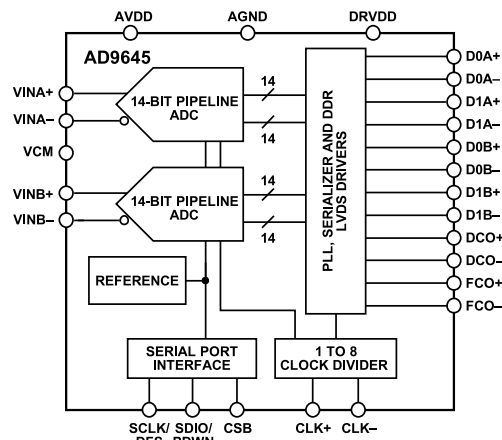 AVDD AGND DRVDD
AD9645
VINA+
VINA–
VCM
VINB+
VINB–
14-BIT PIPELINE
ADC
14
14
14-BIT PIPELINE
ADC
14
14
PLL, SERIALIZER AND DDR
LVDS DRIVERS
D0A+
D0A–
D1A+
D1A–
D0B+
D0B–
D1B+
D1B–
DCO+
DCO–
FCO+
FCO–
REFERENCE
SERIAL PORT
INTERFACE
1 TO 8
CLOCK DIVIDER
SCLK/ SDIO/ CSB CLK+ CLK–